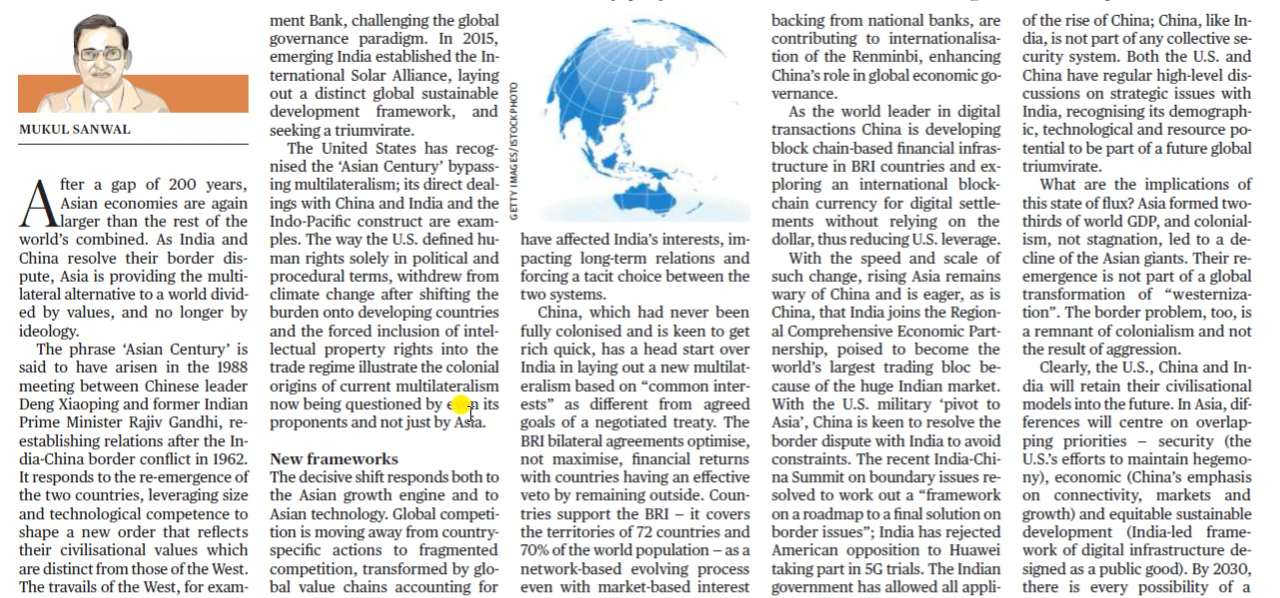 MUKUL SANWAL
After a gap of 200 years,
Asian economies are again
larger than the rest of the
world's combined. As India and
China resolve their border dis-
pute, Asia is providing the multi-
lateral alternative to a world divid-
ed by values, and no longer by
ideology.
The phrase 'Asian Century' is
said to have arisen in the 1988
meeting between Chinese leader
Deng Xiaoping and former Indian
Prime Minister Rajiv Gandhi, re-
establishing relations after the In-
dia-China border conflict in 1962.
It responds to the re-emergence of
the two countries, leveraging size
and technological competence to
shape a new order that reflects
their civilisational values which
are distinct from those of the West.
The travails of the West, for exam-
ment Bank, challenging the global
governance paradigm. In 2015,
emerging India established the In-
ternational Solar Alliance, laying
out a distinct global sustainable
development framework, and
seeking a triumvirate.
The United States has recog-
nised the 'Asian Century' bypass-
ing multilateralism; its direct deal-
ings with China and India and the
Indo-Pacific construct are exam-
ples. The way the U.S. defined hu-
man rights solely in political and
procedural terms, withdrew from
climate change after shifting the
burden onto developing countries
and the forced inclusion of intel-
lectual property rights into the
trade regime illustrate the colonial
origins of current multilateralism
now being questioned by even its
proponents and not just by Asia.
New frameworks
The decisive shift responds both to
the Asian growth engine and to
Asian technology. Global competi-
tion is moving away from country-
specific actions to fragmented
competition, transformed by glo-
bal value chains accounting for
GETTY IMAGES/ISTOCKPHOTO
have affected India's interests, im-
pacting long-term relations and
forcing a tacit choice between the
two systems.
China, which had never been
fully colonised and is keen to get
rich quick, has a head start over
India in laying out a new multilat-
eralism based on "common inter-
ests" as different from agreed
goals of a negotiated treaty. The
BRI bilateral agreements optimise,
not maximise, financial returns
with countries having an effective
veto by remaining outside. Coun-
tries support the BRI – it covers
the territories of 72 countries and
70% of the world population – as a
network-based evolving process
even with market-based interest
backing from national banks, are
contributing to internationalisa-
tion of the Renminbi, enhancing
China's role in global economic go-
vernance.
As the world leader in digital
transactions China is developing
block chain-based financial infras-
tructure in BRI countries and ex-
ploring an international block-
chain currency for digital settle-
ments without relying on the
dollar, thus reducing U.S. leverage.
With the speed and scale of
such change, rising Asia remains
wary of China and is eager, as is
China, that India joins the Region-
al Comprehensive Economic Part-
nership, poised to become the
world's largest trading bloc be-
cause of the huge Indian market.
With the U.S. military 'pivot to
Asia', China is keen to resolve the
border dispute with India to avoid
constraints. The recent India-Chi-
na Summit on boundary issues re-
solved to work out a "framework
on a roadmap to a final solution on
border issues"; India has rejected
American opposition to Huawei
taking part in 5G trials. The Indian
government has allowed all appli-
of the rise of China; China, like In-
dia, is not part of any collective se-
curity system. Both the U.S. and
China have regular high-level dis-
cussions on strategic issues with
India, recognising its demograph-
ic, technological and resource po-
tential to be part of a future global
triumvirate.
What are the implications of
this state of flux? Asia formed two-
thirds of world GDP, and colonial-
ism, not stagnation, led to a de-
cline of the Asian giants. Their re-
emergence is not part of a global
transformation of "westerniza-
tion". The border problem, too, is
a remnant of colonialism and not
the result of aggression.
Clearly, the U.S., China and In-
dia will retain their civilisational
models into the future. In Asia, dif-
ferences will centre on overlap-
ping priorities – security (the
U.S.'s efforts to maintain hegemo-
ny), economic (China's emphasis
on connectivity, markets and
growth) and equitable sustainable
development (India-led frame-
work of digital infrastructure de-
signed as a public good). By 2030,
there is every possibility of a